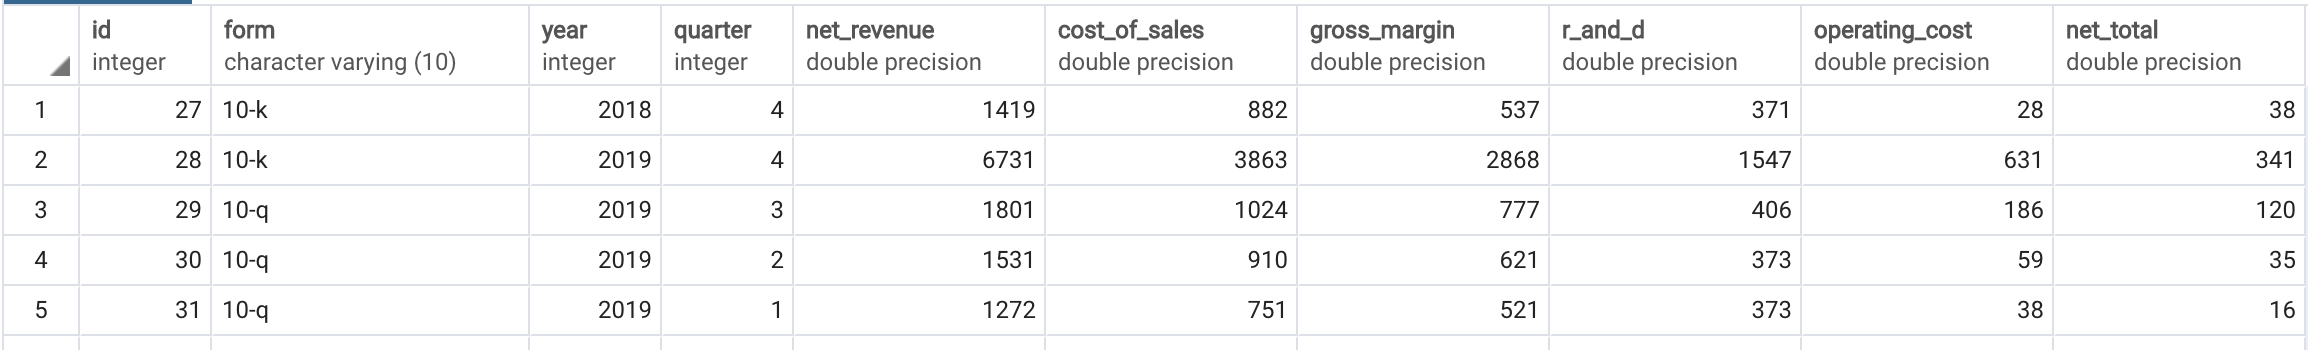 id form year quarter net_revenue cost_of_sales gross_margin r_and_d operating_cost net_total
integer character varying (10) integer integer double precision double precision double precision double precision double precision double precision
1 27 10-k 2018 4 1419 882 537 371 28 38
2 28 10-k 2019 4 6731 3863 2868 1547 631 341
3 29 10-q 2019 3 1801 1024 777 406 186 120
4 30 10-q 2019 2 1531 910 621 373 59 35
5 31 10-q 2019 1 1272 751 521 373 38 16